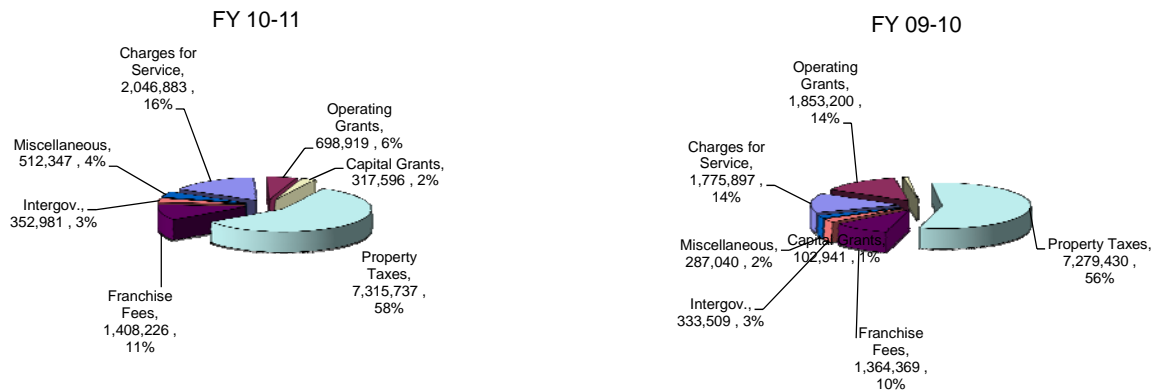 FY 10-11
Charges for
Service,
2,046,883 ,
16%
Operating
Grants,
698,919 , 6%
Miscellaneous,
512,347 , 4%
Capital Grants,
317,596 , 2%
Intergov.,
352,981 , 3%
Property
Taxes,
7,315,737 ,
58%
Franchise
Fees,
1,408,226 ,
11%
FY 09-10
Operating
Grants,
1,853,200 ,
14%
Charges for
Service,
1,775,897 ,
14%
Miscellaneous,
287,040 , 2%
Capital Grants,
102,941 , 1%
Property Taxes,
7,279,430 ,
56%
Intergov.,
333,509 , 3%
Franchise
Fees,
1,364,369 ,
10%